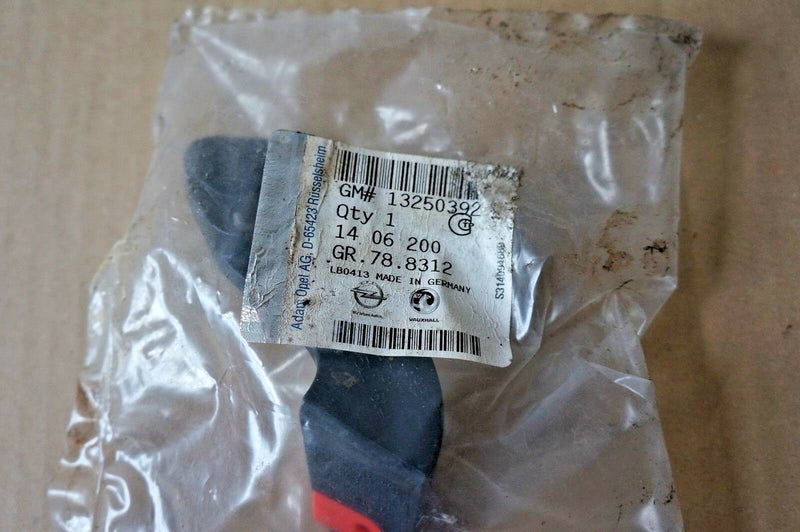 Adam Opel AG, D-65423 Rüsselsheim
GM# 13250392
Qty 1
14 06 200
GR.78.8312
LB0413 MADE IN GERMANY
VAUXHALL